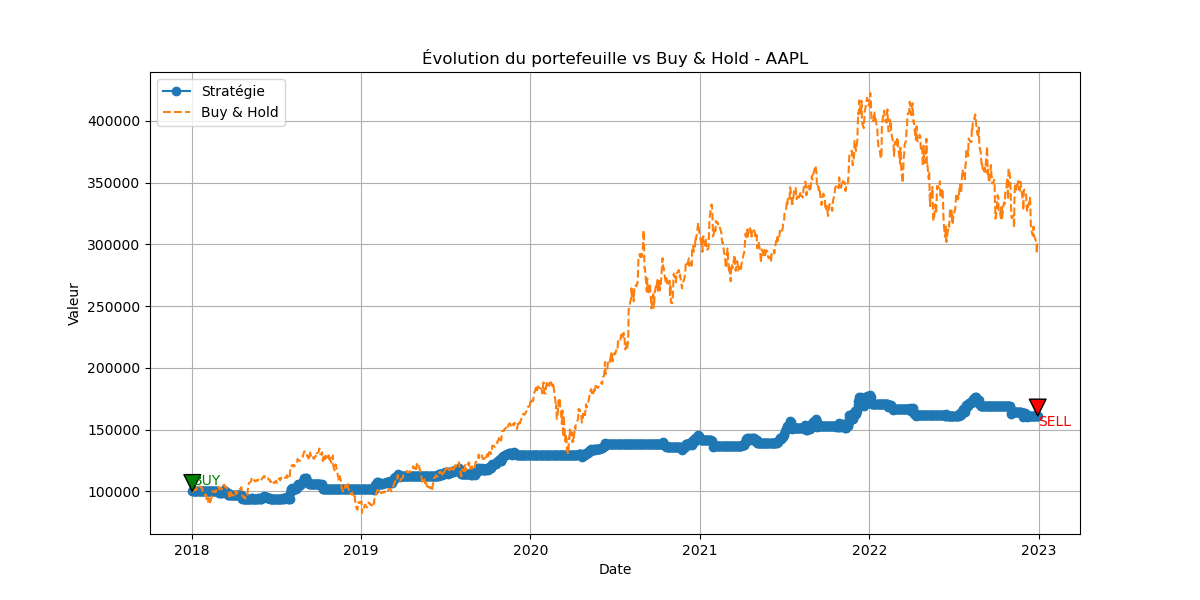 Évolution du portefeuille vs Buy & Hold - AAPL
Stratégie
Buy & Hold
400000
350000
300000
250000
200000
150000
100000
Valeur
BUY
SELL
2018
2019
2020
2021
2022
2023
Date